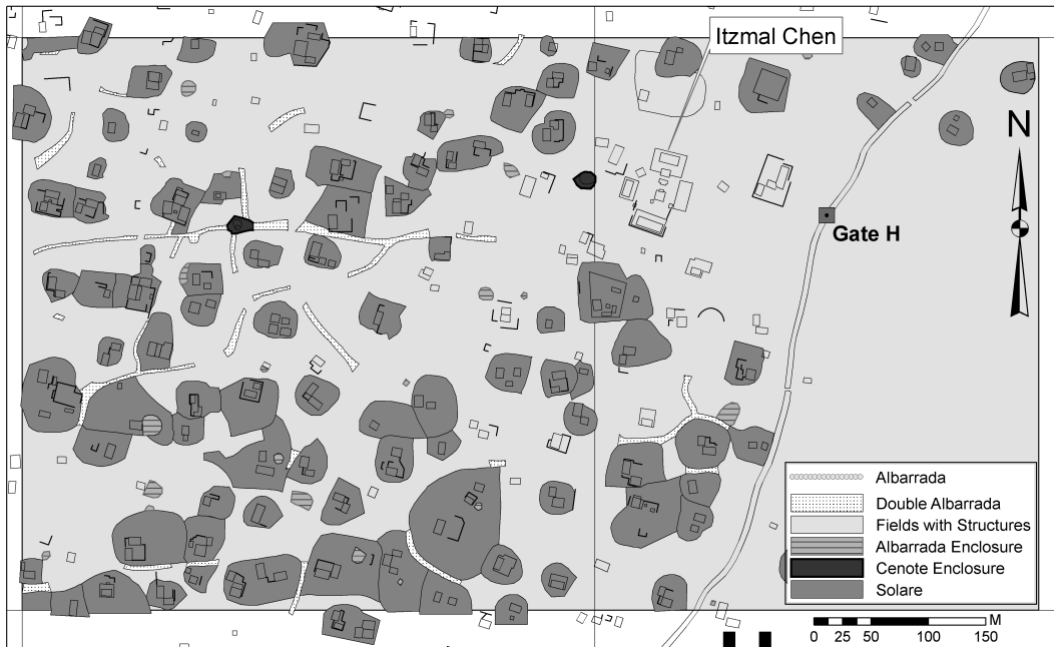 Itzmal Chen
N
Gate H
Albarrada
Double Albarrada
Fields with Structures
Albarrada Enclosure
Cenote Enclosure
Solare
M
0 25 50 100 150